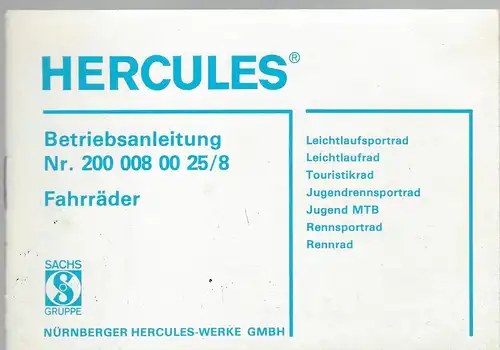 HERCULES®
Betriebsanleitung
Nr. 200 008 00 25/8
Fahrräder
SACHS
S
GRUPPE
NÜRNBERGER HERCULES-WERKE GMBH
Leichtlaufsportrad
Leichtlaufrad
Touristikrad
Jugendrennsportrad
Jugend MTB
Rennsportrad
Rennrad